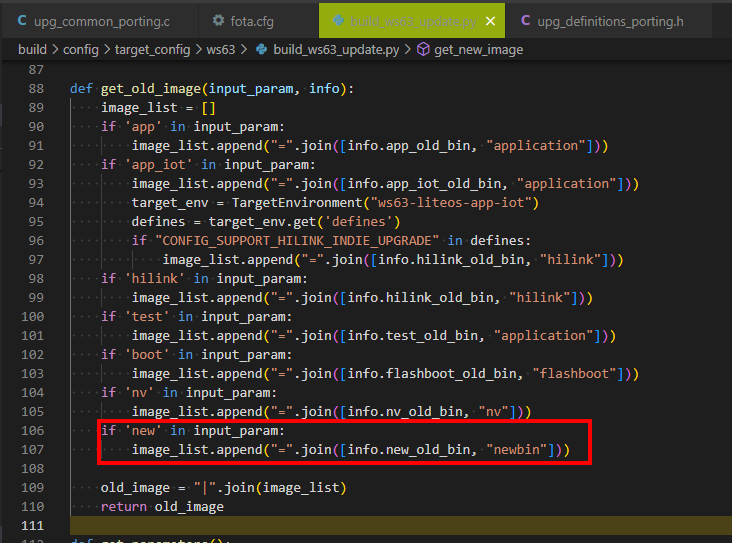 upg_common_porting.c fota.cfg build_ws63_update.py upg_definitions_porting.h
build > config > target_config > ws63 > build_ws63_update.py > get_new_image
87
88 def get_old_image(input_param, info):
89 image_list = []
90 if 'app' in input_param:
91 image_list.append("=".join([info.app_old_bin, "application"]))
92 if 'app_iot' in input_param:
93 image_list.append("=".join([info.app_iot_old_bin, "application"]))
94 target_env = TargetEnvironment("ws63-liteos-app-iot")
95 defines = target_env.get('defines')
96 if "CONFIG_SUPPORT_HILINK_INDIE_UPGRADE" in defines:
97 image_list.append("=".join([info.hilink_old_bin, "hilink"]))
98 if 'hilink' in input_param:
99 image_list.append("=".join([info.hilink_old_bin, "hilink"]))
100 if 'test' in input_param:
101 image_list.append("=".join([info.test_old_bin, "application"]))
102 if 'boot' in input_param:
103 image_list.append("=".join([info.flashboot_old_bin, "flashboot"]))
104 if 'nv' in input_param:
105 image_list.append("=".join([info.nv_old_bin, "nv"]))
106 if 'new' in input_param:
107 image_list.append("=".join([info.new_old_bin, "newbin"]))
108
109 old_image = "|".join(image_list)
110 return old_image
111